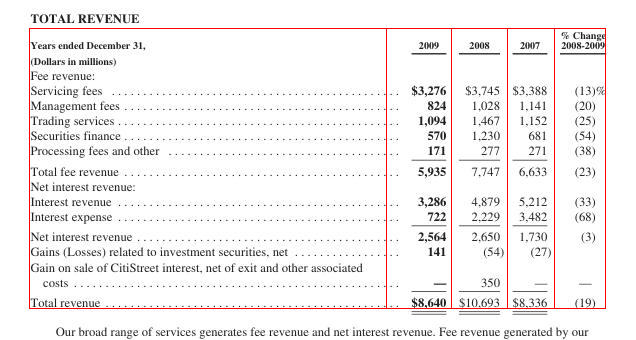 TOTAL REVENUE
% Change
Years ended December 31, 2009 2008 2007 2008-2009
(Dollars in millions)
Fee revenue:
Servicing fees $3,276 $3,745 $3,388 (13)%
Management fees 824 1,028 1,141 (20)
Trading services 1,094 1,467 1,152 (25)
Securities finance 570 1,230 681 (54)
Processing fees and other 171 277 271 (38)
Total fee revenue 5,935 7,747 6,633 (23)
Net interest revenue:
Interest revenue 3,286 4,879 5,212 (33)
Interest expense 722 2,229 3,482 (68)
Net interest revenue 2,564 2,650 1,730 (3)
Gains (Losses) related to investment securities, net 141 (54) (27)
Gain on sale of CitiStreet interest, net of exit and other associated
costs — 350 — —
Total revenue $8,640 $10,693 $8,336 (19)
Our broad range of services generates fee revenue and net interest revenue. Fee revenue generated by our